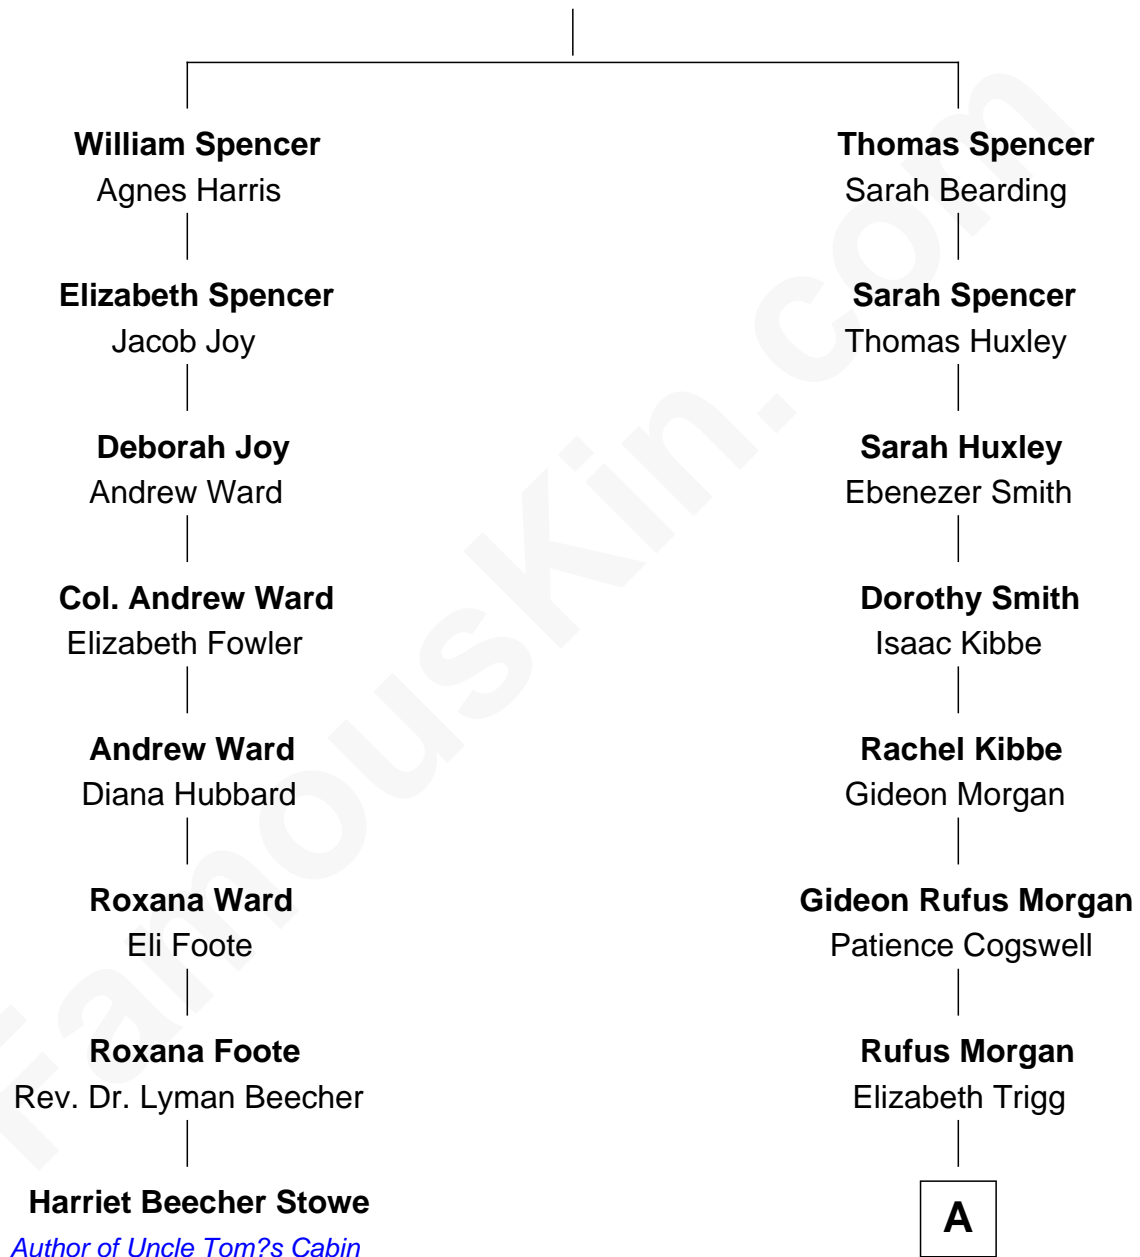 William Spencer
Agnes Harris
Elizabeth Spencer
Jacob Joy
Deborah Joy
Andrew Ward
Col. Andrew Ward
Elizabeth Fowler
Andrew Ward
Diana Hubbard
Roxana Ward
Eli Foote
Roxana Foote
Rev. Dr. Lyman Beecher
Harriet Beecher Stowe
Author of Uncle Tom?s Cabin
Thomas Spencer
Sarah Bearding
Sarah Spencer
Thomas Huxley
Sarah Huxley
Ebenezer Smith
Dorothy Smith
Isaac Kibbe
Rachel Kibbe
Gideon Morgan
Gideon Rufus Morgan
Patience Cogswell
Rufus Morgan
Elizabeth Trigg
A
FamousKin.com